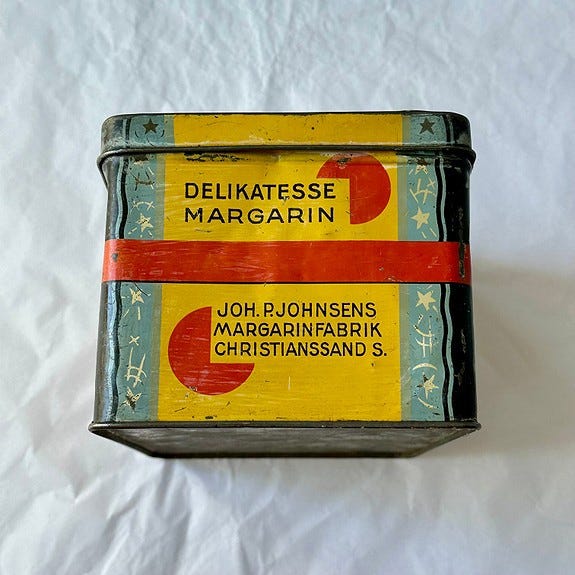 DELIKATESSE
MARGARIN
JOH. P. JOHNSENS
MARGARINFABRIK
CHRISTIANSSAND S.